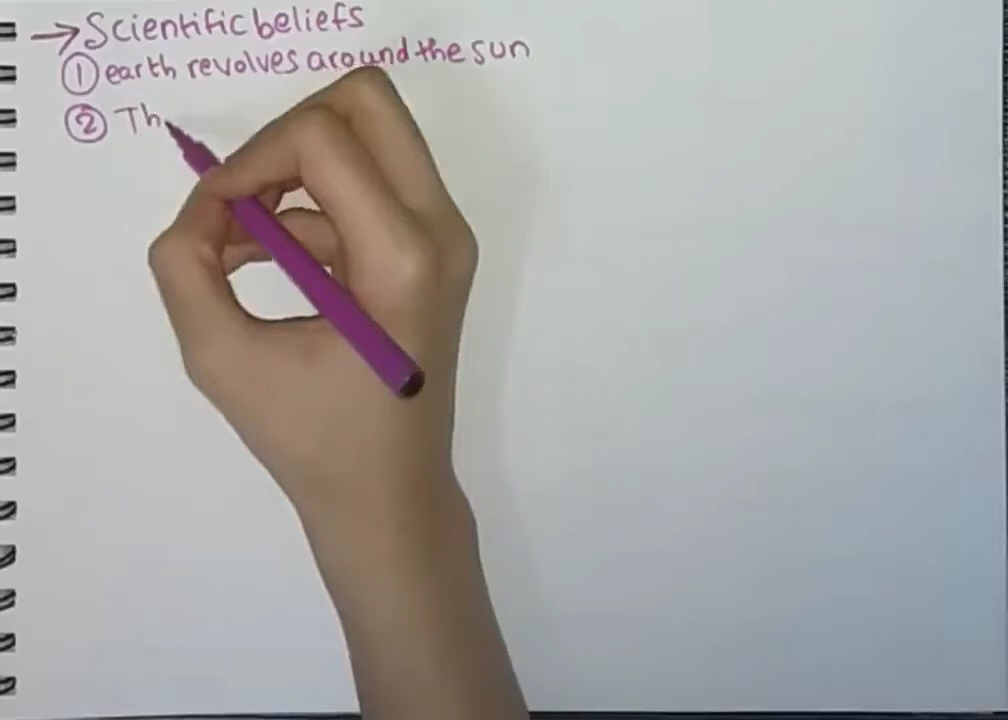 → Scientific beliefs
① earth revolves around the sun
② Th